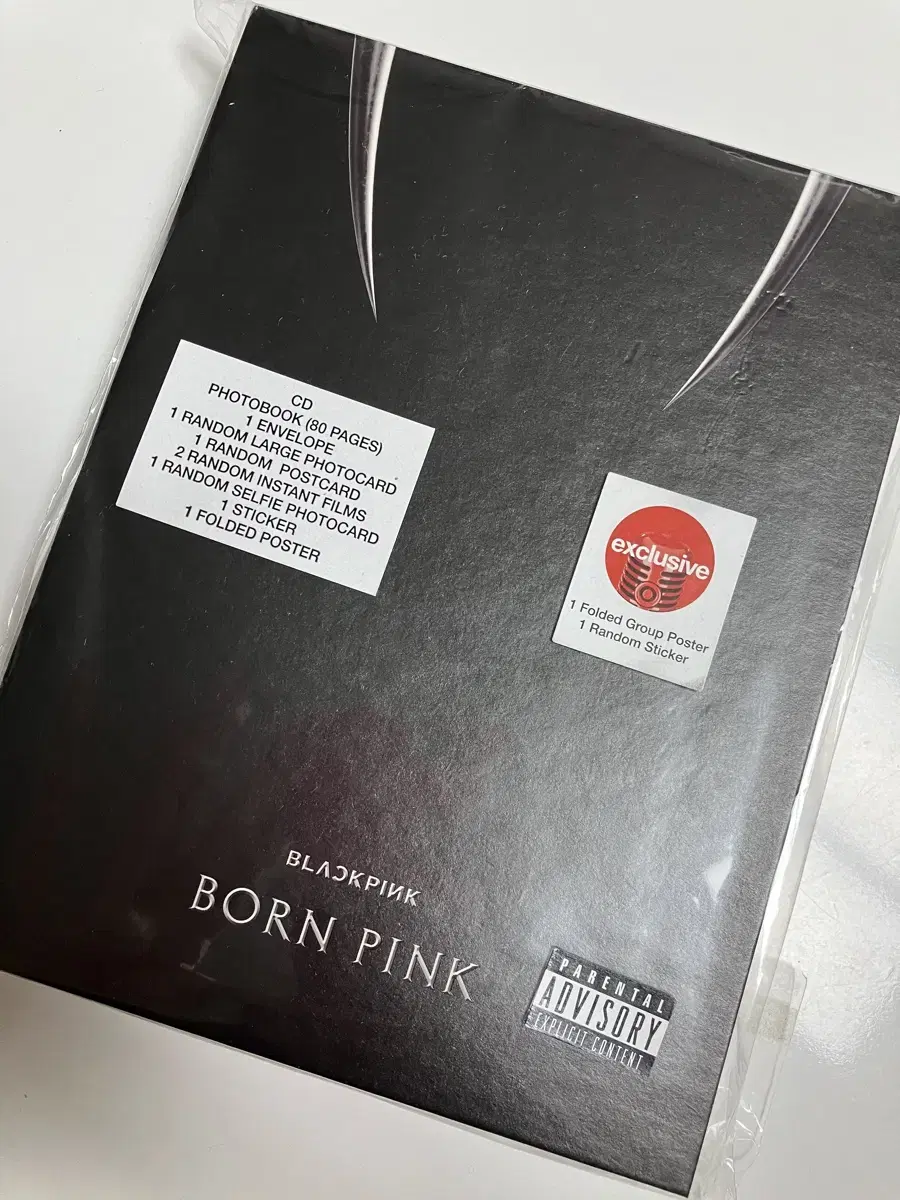 CD
PHOTOBOOK (80 PAGES)
1 ENVELOPE
1 RANDOM LARGE PHOTOCARD
1 RANDOM POSTCARD
2 RANDOM INSTANT FILMS
1 RANDOM SELFIE PHOTOCARD
1 STICKER
1 FOLDED POSTER
exclusive
1 Folded Group Poster
1 Random Sticker
BLAƆKPIИK
BORN PINK
PARENTAL
ADVISORY
EXPLICIT CONTENT